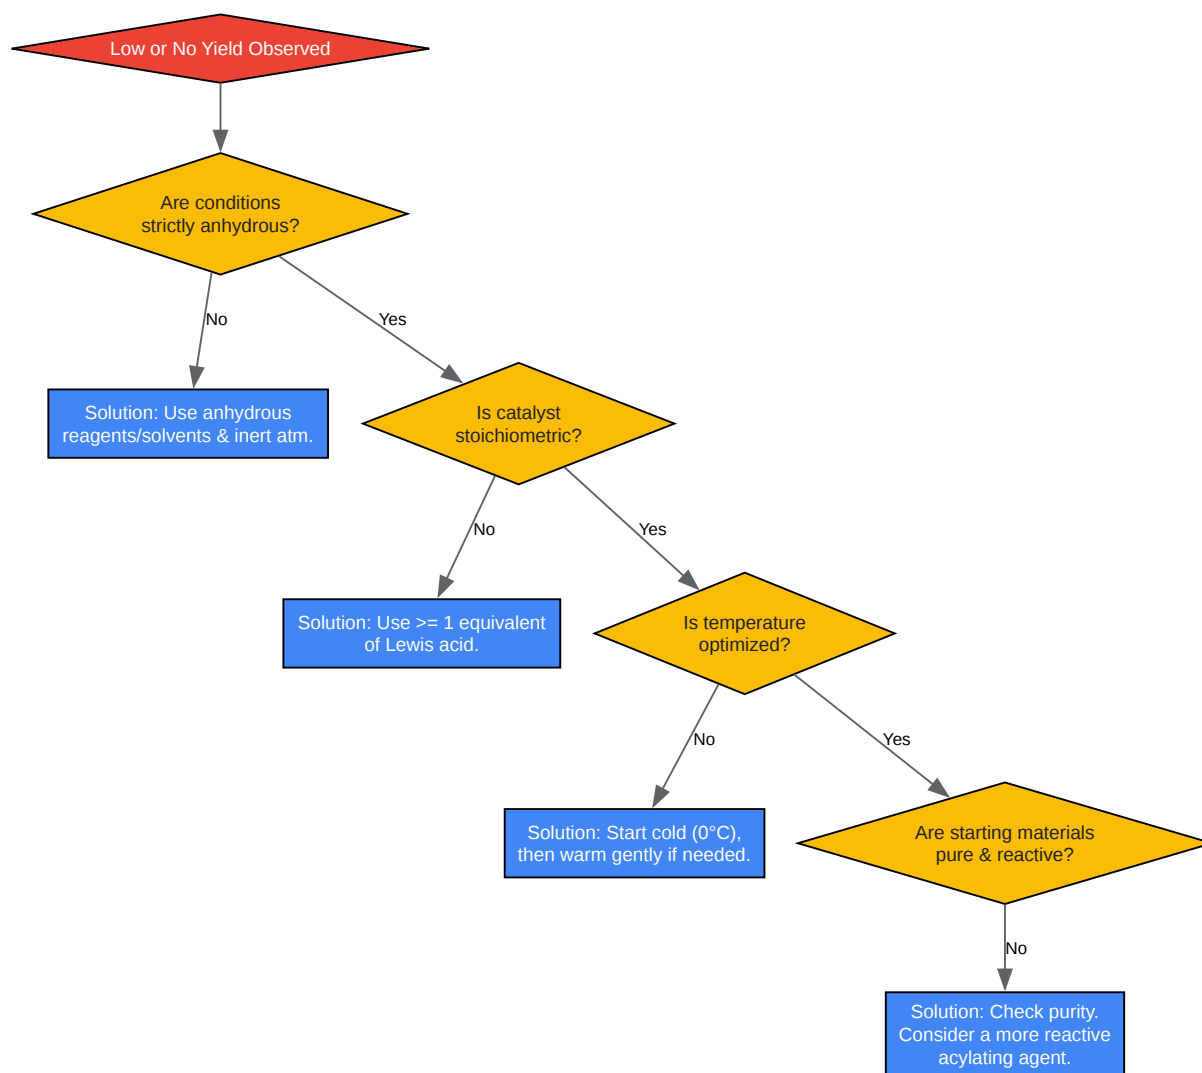 Low or No Yield Observed
Are conditions
strictly anhydrous?
No
Yes
Solution: Use anhydrous
reagents/solvents & inert atm.
Is catalyst
stoichiometric?
No
Yes
Solution: Use >= 1 equivalent
of Lewis acid.
Is temperature
optimized?
No
Yes
Solution: Start cold (0°C),
then warm gently if needed.
Are starting materials
pure & reactive?
No
Solution: Check purity.
Consider a more reactive
acylating agent.